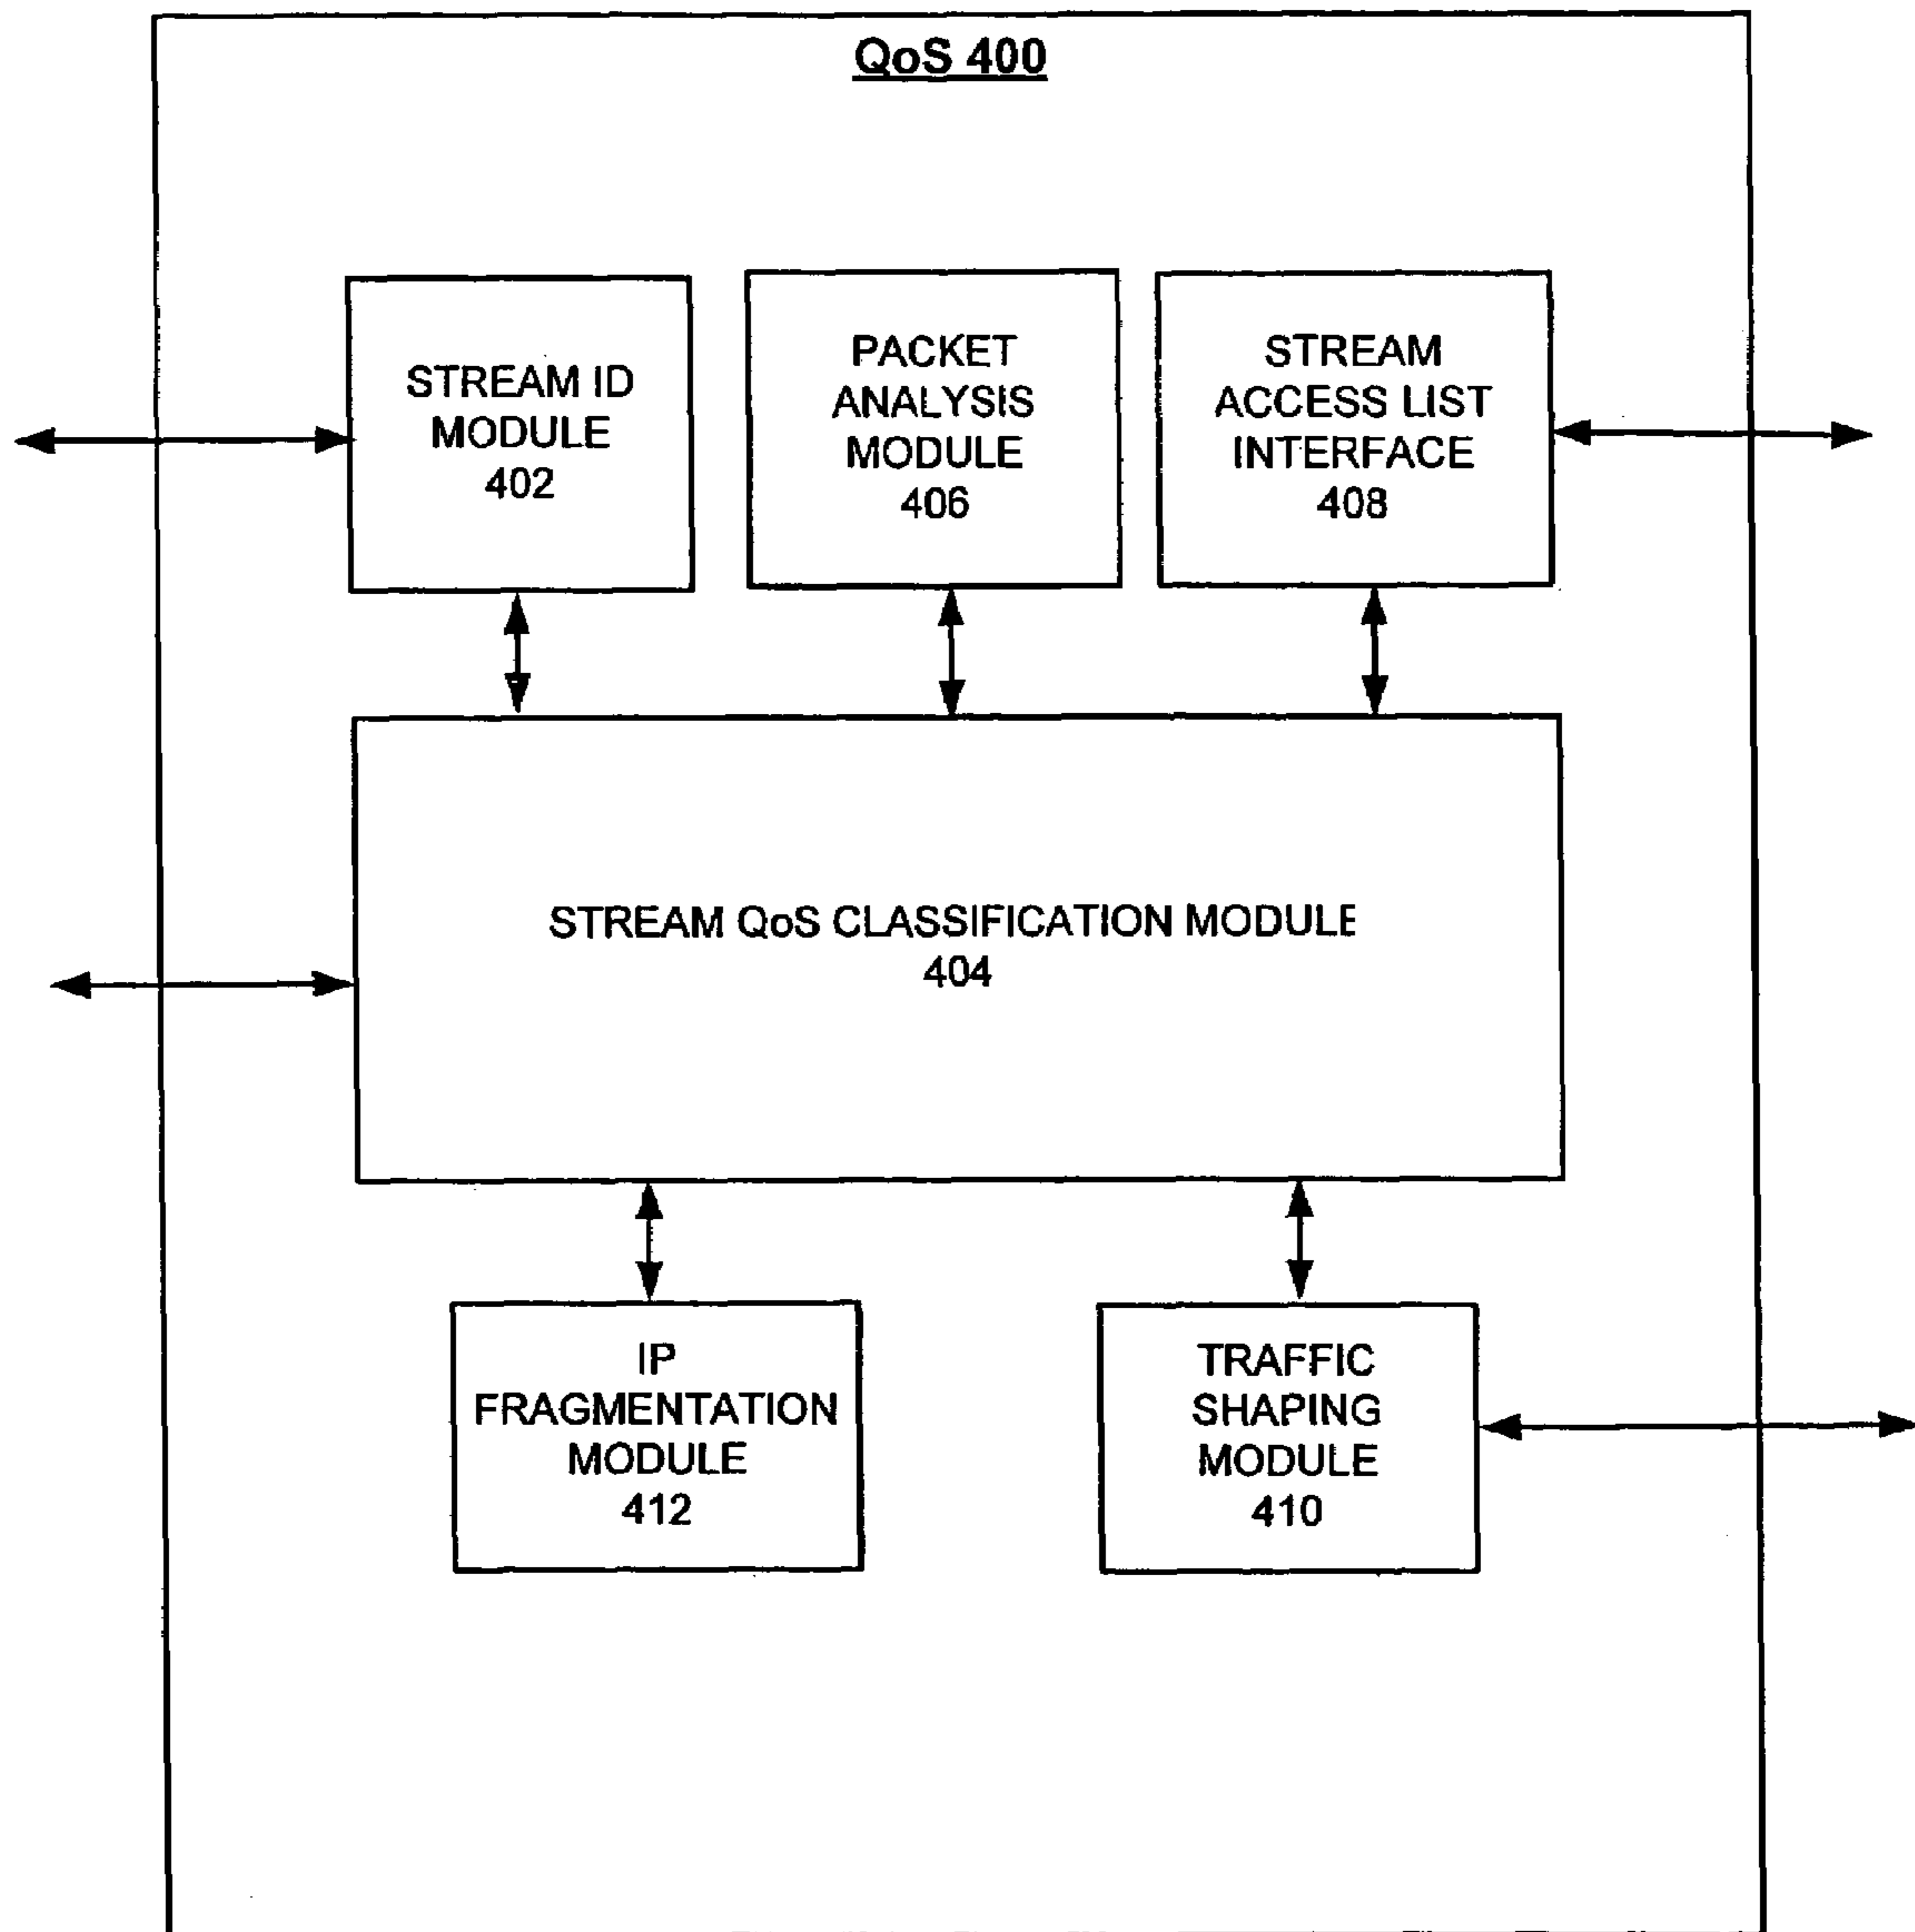 QoS 400
STREAM ID
MODULE
402
PACKET
ANALYSIS
MODULE
406
STREAM
ACCESS LIST
INTERFACE
408
STREAM QoS CLASSIFICATION MODULE
404
IP
FRAGMENTATION
MODULE
412
TRAFFIC
SHAPING
MODULE
410